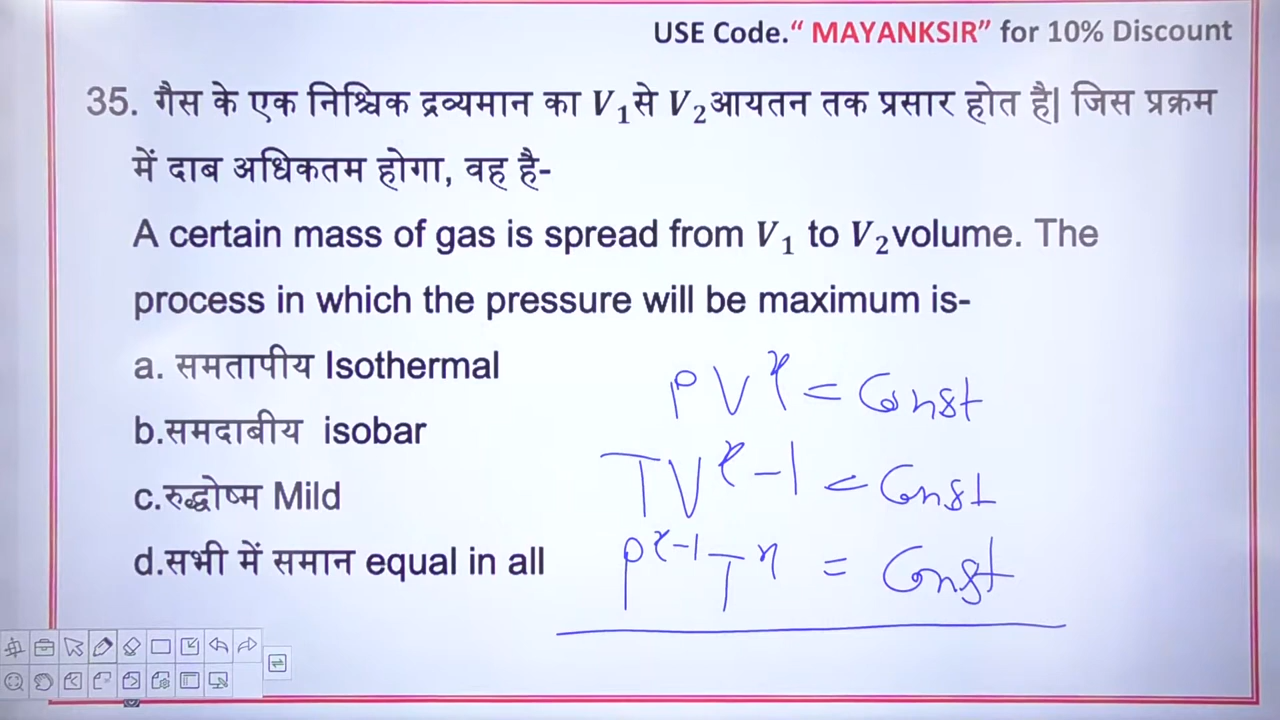 USE Code.“ MAYANKSIR” for 10% Discount
35. गैस के एक निश्चिक द्रव्यमान का V₁से V₂आयतन तक प्रसार होत है| जिस प्रक्रम
में दाब अधिकतम होगा, वह है-
A certain mass of gas is spread from V₁ to V₂volume. The
process in which the pressure will be maximum is-
a. समतापीय Isothermal
b.समदाबीय isobar
c.रुद्धोष्म Mild
d.सभी में समान equal in all
PV^γ = Const
TV^γ-1 = Const
P^γ-1 T^γ = Const